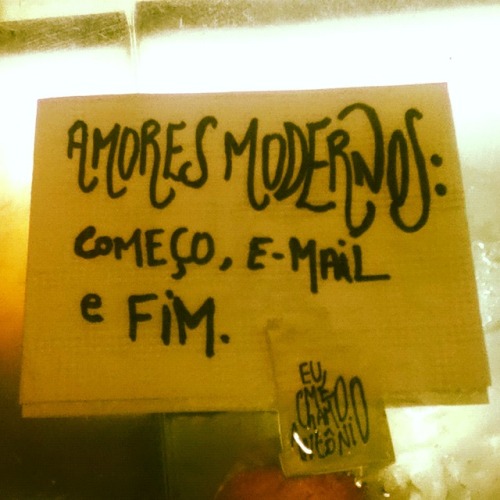 AMORES MODERNOS:
COMEÇO, E-MAiL
e FiM.
EU
ME
CHAMO
ANTÔNIO